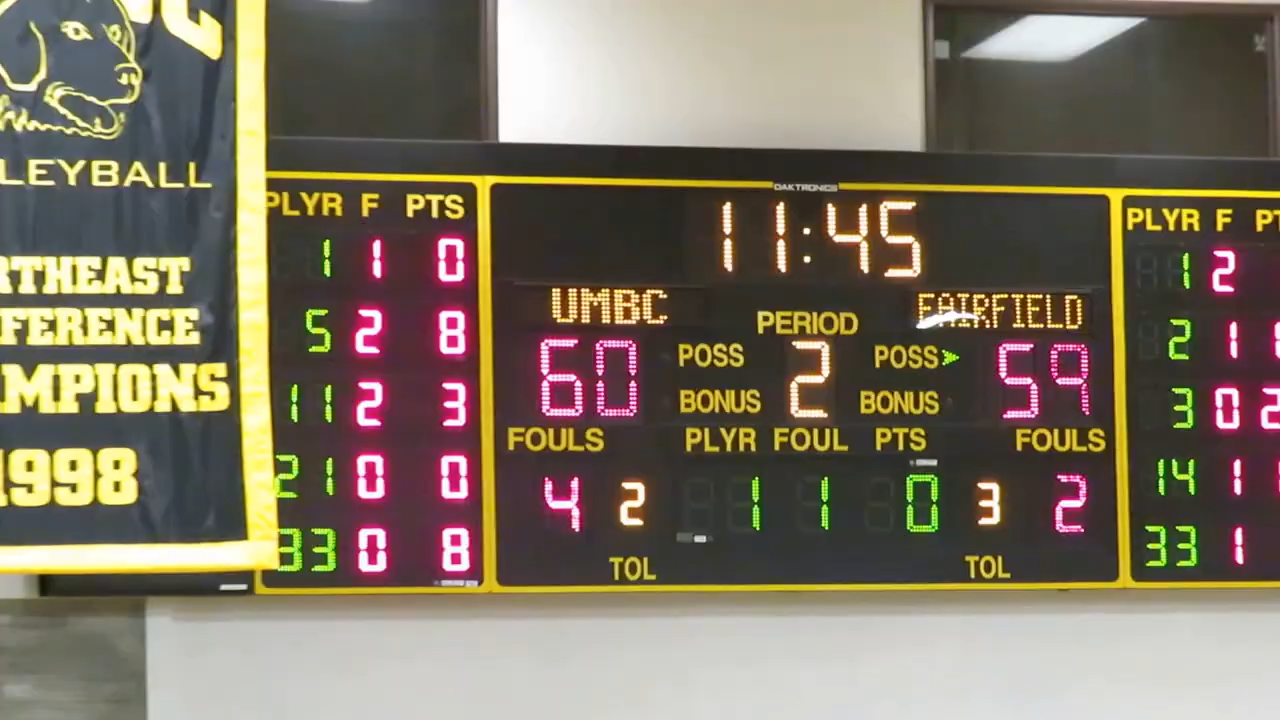 LEYBALL
RTHEAST
FERENCE
MPIONS
1998
PLYR F PTS
1 1 0
5 2 8
11 2 3
21 0 0
33 0 8
DAKTRONICS
11:45
UMBC
FAIRFIELD
PERIOD
60 POSS 2 POSS 59
BONUS BONUS
FOULS PLYR FOUL PTS FOULS
4 2 1 1 0 3 2
TOL TOL
PLYR F PT
1 2
2 1
3 0 2
14 1
33 1